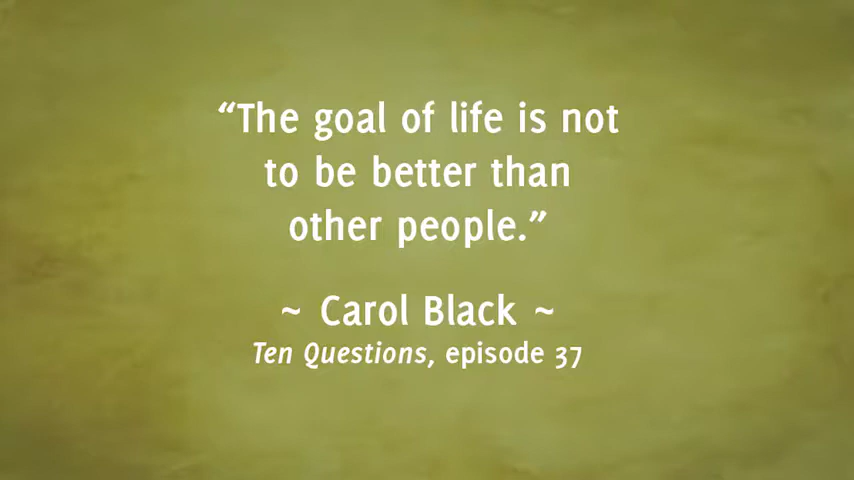 “The goal of life is not
to be better than
other people.”
~ Carol Black ~
Ten Questions, episode 37